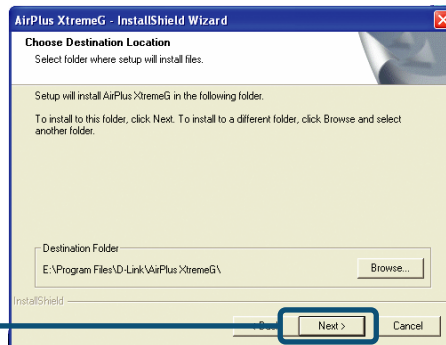 AirPlus XtremeG - InstallShield Wizard
Choose Destination Location
Select folder where setup will install files.
Setup will install AirPlus XtremeG in the following folder.
To install to this folder, click Next. To install to a different folder, click Browse and select
another folder.
Destination Folder
E:\Program Files\D-Link\AirPlus XtremeG\
Browse...
InstallShield
Next >
Cancel